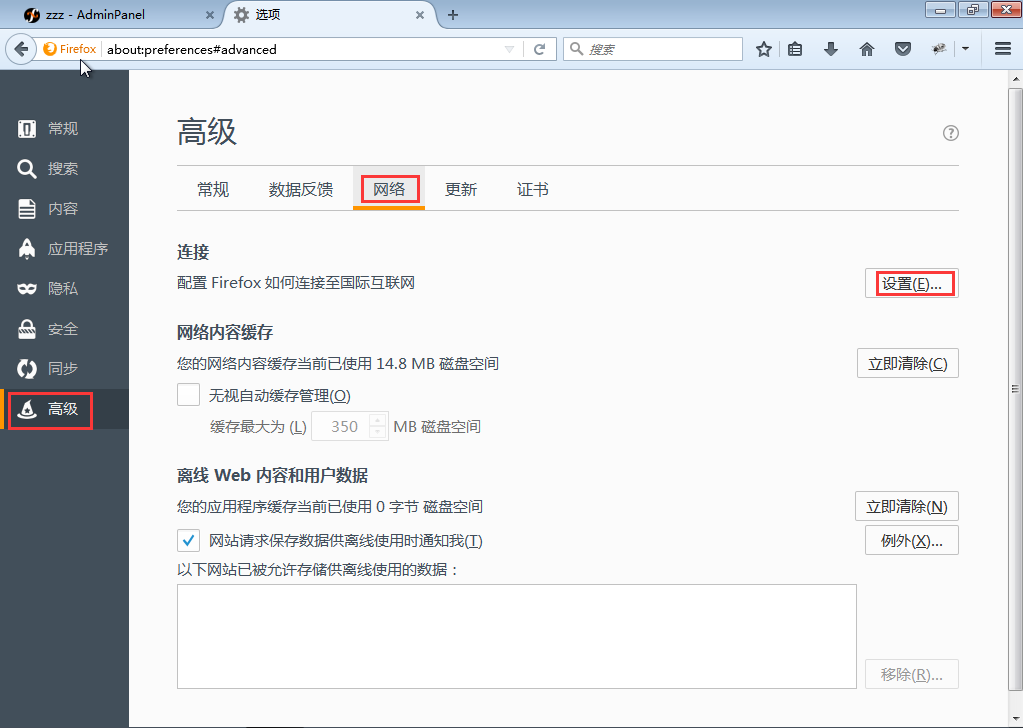 zzz - AdminPanel
选项
Firefox
about:preferences#advanced
搜索
常规
搜索
内容
应用程序
隐私
安全
同步
高级
高级
常规 数据反馈 网络 更新 证书
连接
配置 Firefox 如何连接至国际互联网
设置(E)...
网络内容缓存
您的网络内容缓存当前已使用 14.8 MB 磁盘空间
立即清除(C)
无视自动缓存管理(O)
缓存最大为 (L) 350 MB 磁盘空间
离线 Web 内容和用户数据
您的应用程序缓存当前已使用 0 字节 磁盘空间
立即清除(N)
网站请求保存数据供离线使用时通知我(T)
例外(X)...
以下网站已被允许存储供离线使用的数据：
移除(R)...